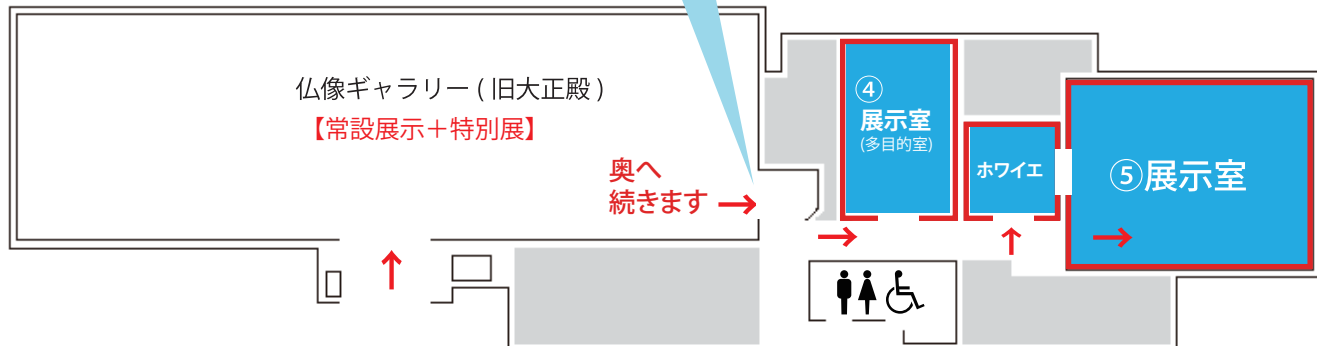 仏像ギャラリー ( 旧大正殿 )
【常設展示＋特別展】
奥へ
続きます
④
展示室
(多目的室)
ホワイエ
⑤展示室